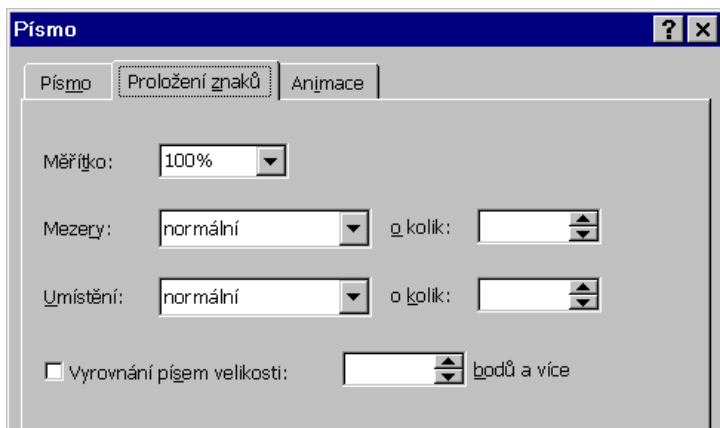 Písmo
Písmo Proložení znaků Animace
Měřítko: 100%
Mezery: normální o kolik:
Umístění: normální o kolik:
Vyrovnání písem velikosti: bodů a více